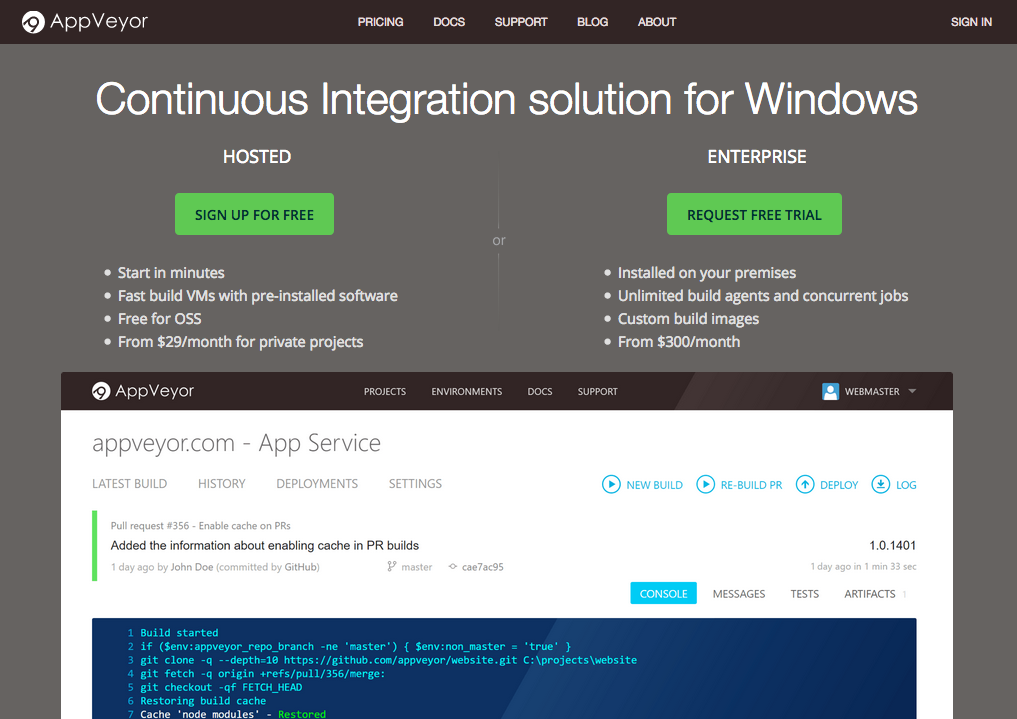 AppVeyor PRICING DOCS SUPPORT BLOG ABOUT SIGN IN
Continuous Integration solution for Windows
HOSTED
SIGN UP FOR FREE
Start in minutes
Fast build VMs with pre-installed software
Free for OSS
From $29/month for private projects
or
ENTERPRISE
REQUEST FREE TRIAL
Installed on your premises
Unlimited build agents and concurrent jobs
Custom build images
From $300/month
AppVeyor PROJECTS ENVIRONMENTS DOCS SUPPORT WEBMASTER
appveyor.com - App Service
LATEST BUILD HISTORY DEPLOYMENTS SETTINGS NEW BUILD RE-BUILD PR DEPLOY LOG
Pull request #356 - Enable cache on PRs
Added the information about enabling cache in PR builds 1.0.1401
1 day ago by John Doe (committed by GitHub) master cae7ac95 1 day ago in 1 min 33 sec
CONSOLE MESSAGES TESTS ARTIFACTS 1
1 Build started
2 if ($env:appveyor_repo_branch -ne 'master') { $env:non_master = 'true' }
3 git clone -q --depth=10 https://github.com/appveyor/website.git C:\projects\website
4 git fetch -q origin +refs/pull/356/merge:
5 git checkout -qf FETCH_HEAD
6 Restoring build cache
7 Cache 'node_modules' - Restored